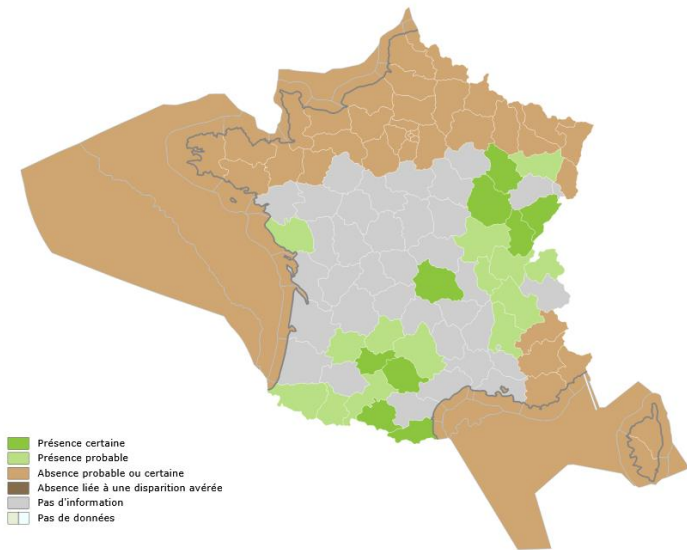 Présence certaine
Présence probable
Absence probable ou certaine
Absence liée à une disparition avérée
Pas d'information
Pas de données